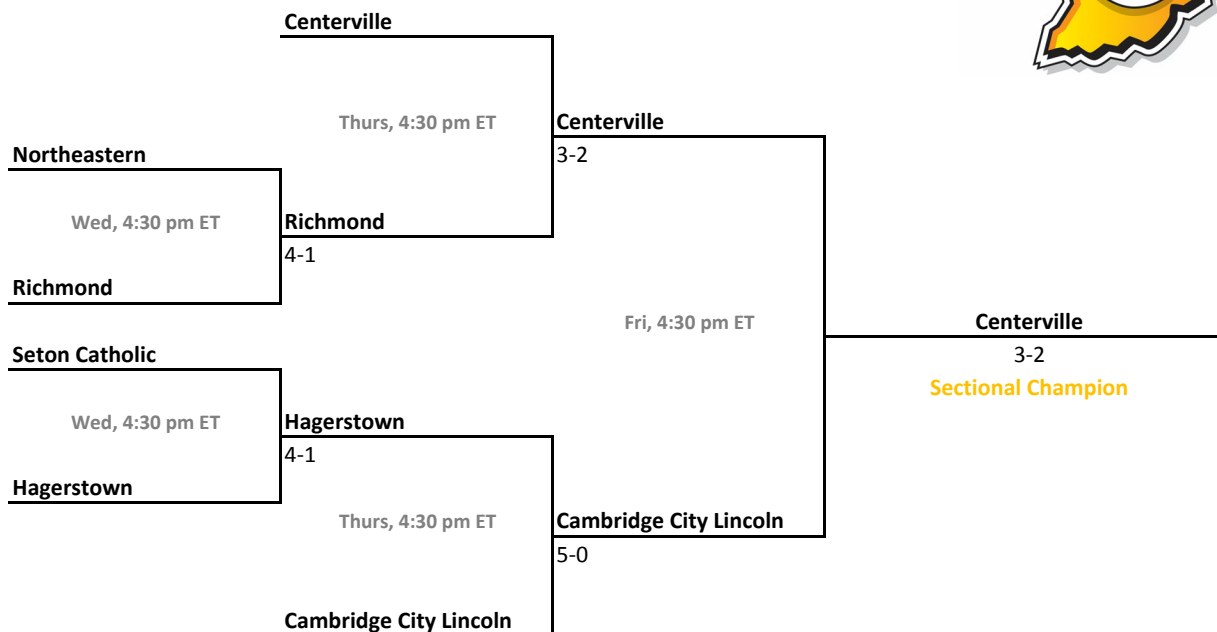 Centerville
Thurs, 4:30 pm ET
Centerville
Northeastern
3-2
Wed, 4:30 pm ET
Richmond
4-1
Richmond
Fri, 4:30 pm ET
Centerville
Seton Catholic
3-2
Sectional Champion
Wed, 4:30 pm ET
Hagerstown
4-1
Hagerstown
Thurs, 4:30 pm ET
Cambridge City Lincoln
5-0
Cambridge City Lincoln